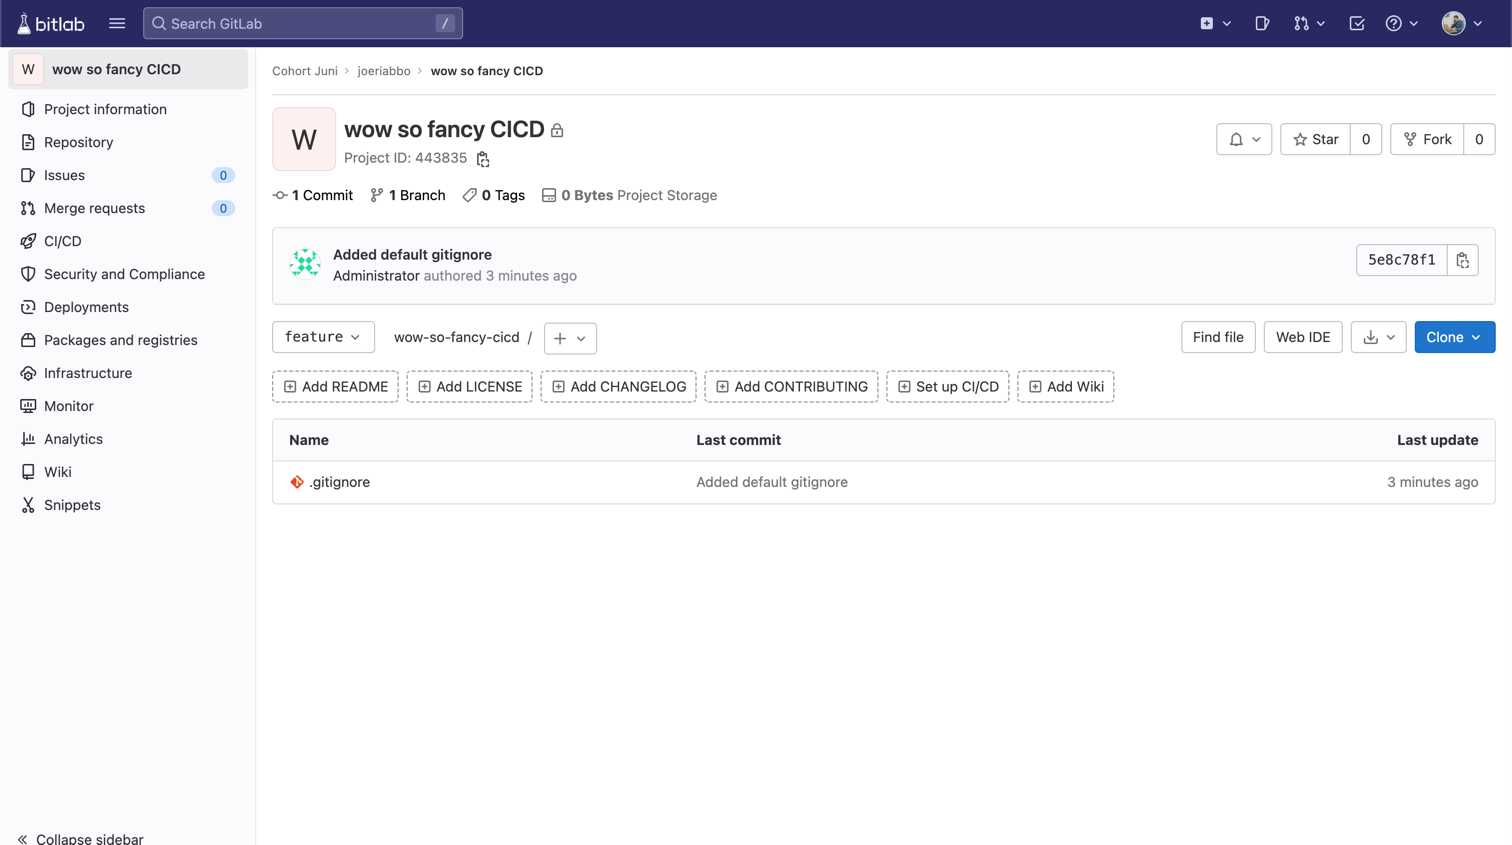 bitlab
Search GitLab /
W wow so fancy CICD
Project information
Repository
Issues 0
Merge requests 0
CI/CD
Security and Compliance
Deployments
Packages and registries
Infrastructure
Monitor
Analytics
Wiki
Snippets
Collapse sidebar
Cohort Juni › joeriabbo › wow so fancy CICD
W
wow so fancy CICD
Project ID: 443835
Star 0
Fork 0
1 Commit 1 Branch 0 Tags 0 Bytes Project Storage
Added default gitignore
Administrator authored 3 minutes ago
5e8c78f1
feature wow-so-fancy-cicd / +
Find file Web IDE Clone
Add README Add LICENSE Add CHANGELOG Add CONTRIBUTING Set up CI/CD Add Wiki
Name Last commit Last update
.gitignore Added default gitignore 3 minutes ago